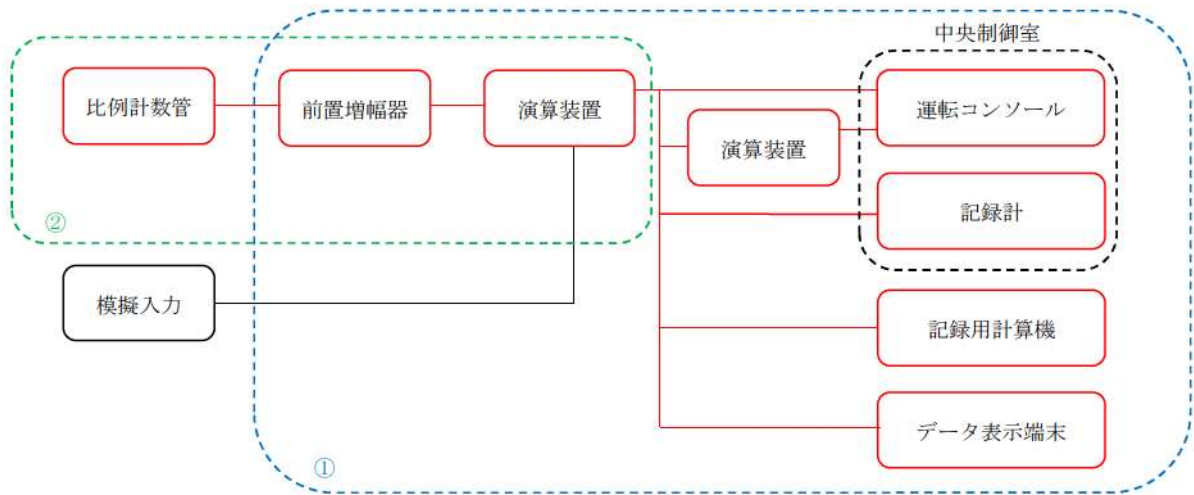 中央制御室
比例計数管
前置増幅器
演算装置
運転コンソール
演算装置
記録計
②
模擬入力
記録用計算機
データ表示端末
①